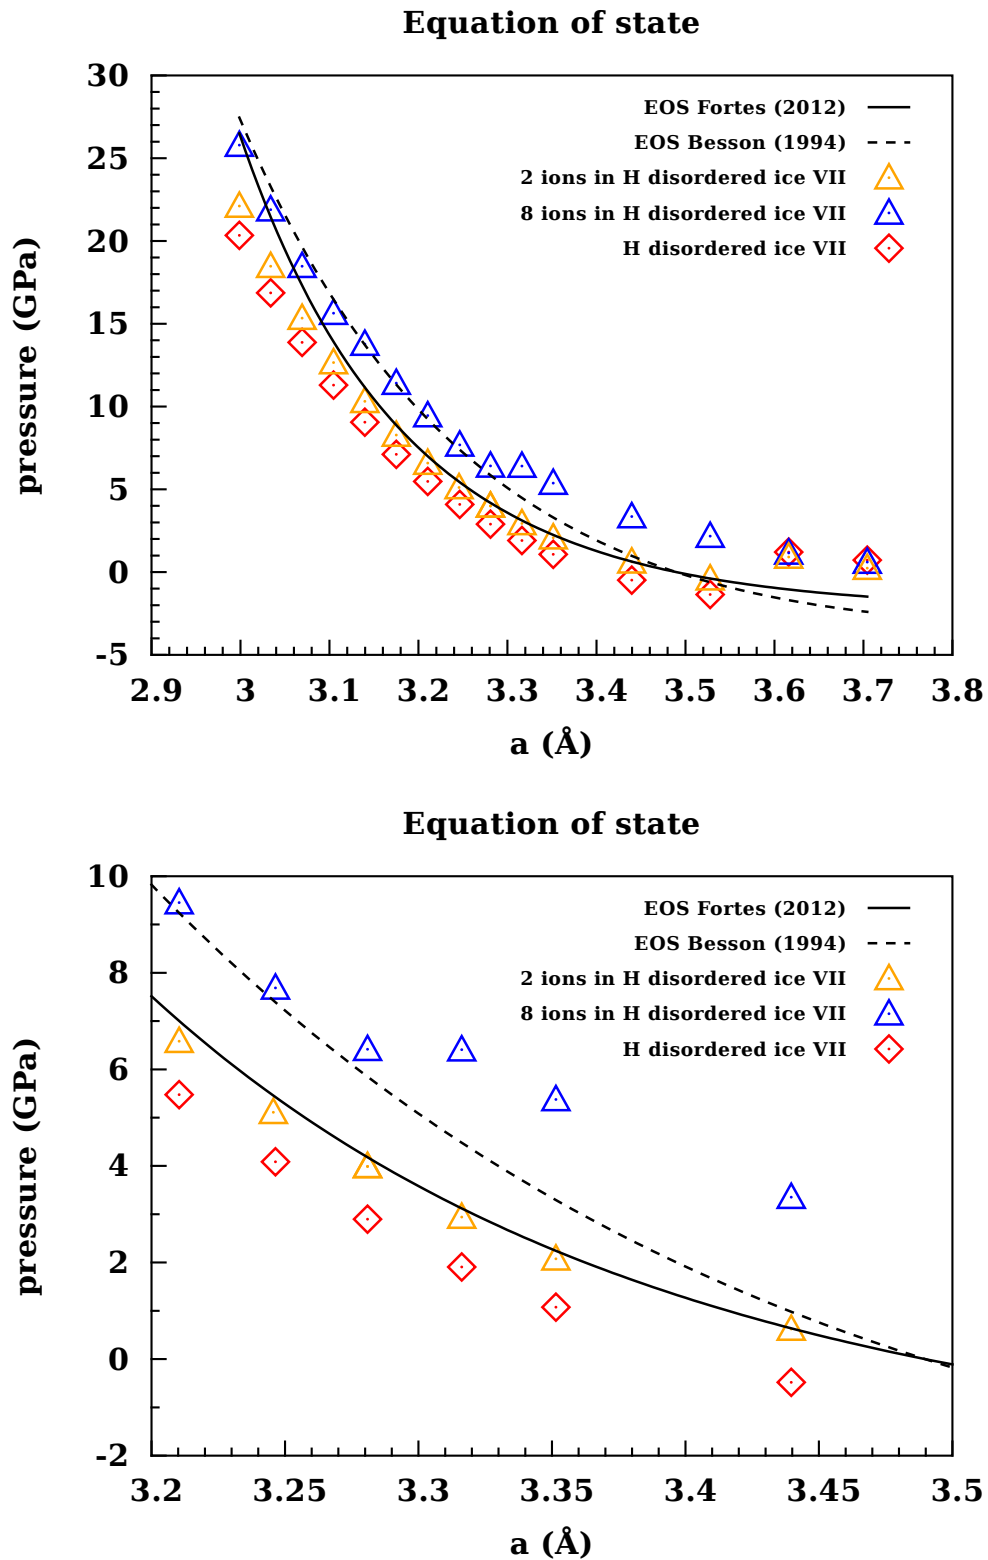 Equation of state
30
25
20
15
10
5
0
-5
pressure (GPa)
EOS Fortes (2012)
EOS Besson (1994)
2 ions in H disordered ice VII
8 ions in H disordered ice VII
H disordered ice VII
2.9 3 3.1 3.2 3.3 3.4 3.5 3.6 3.7 3.8
a (Å)
Equation of state
10
8
6
4
2
0
-2
pressure (GPa)
EOS Fortes (2012)
EOS Besson (1994)
2 ions in H disordered ice VII
8 ions in H disordered ice VII
H disordered ice VII
3.2 3.25 3.3 3.35 3.4 3.45 3.5
a (Å)